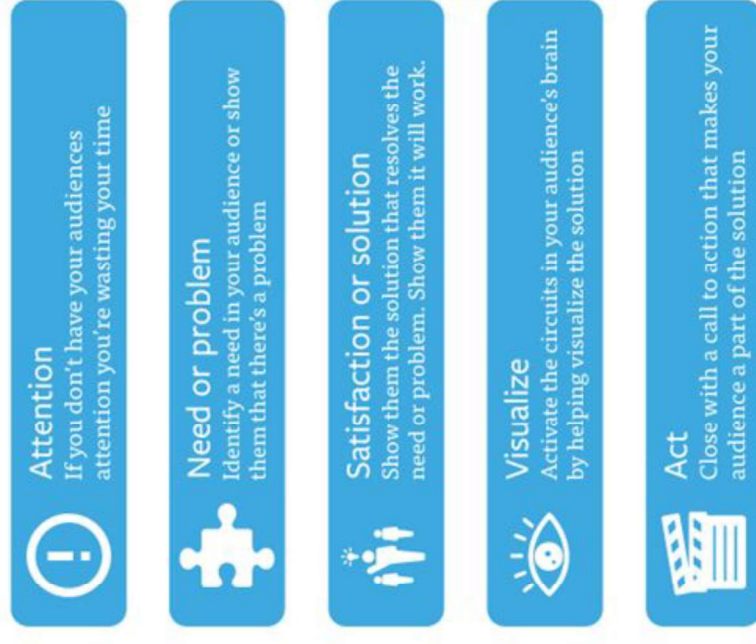 Attention
If you don't have your audiences
attention you're wasting your time
Need or problem
Identify a need in your audience or show
them that there's a problem
Satisfaction or solution
Show them the solution that resolves the
need or problem. Show them it will work.
Visualize
Activate the circuits in your audience's brain
by helping visualize the solution
Act
Close with a call to action that makes your
audience a part of the solution